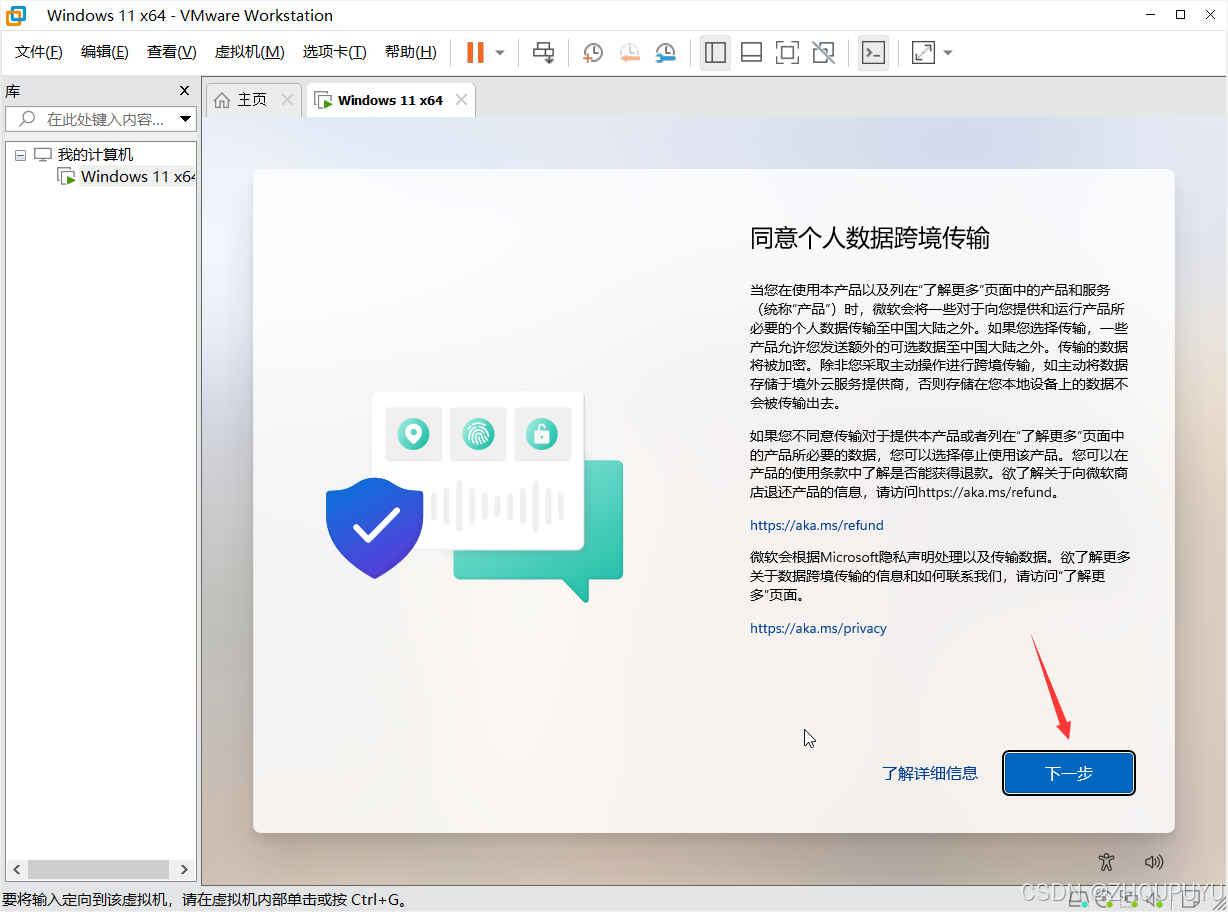 Windows 11 x64 - VMware Workstation
文件(F) 编辑(E) 查看(V) 虚拟机(M) 选项卡(T) 帮助(H)
库
在此处键入内容...
我的计算机
Windows 11 x64
主页 Windows 11 x64
同意个人数据跨境传输
当您在使用本产品以及列在“了解更多”页面中的产品和服务
（统称“产品”）时，微软会将一些对于向您提供和运行产品所
必要的个人数据传输至中国大陆之外。如果您选择传输，一些
产品允许您发送额外的可选数据至中国大陆之外。传输的数据
将被加密。除非您采取主动操作进行跨境传输，如主动将数据
存储于境外云服务提供商，否则存储在您本地设备上的数据不
会被传输出去。
如果您不同意传输对于提供本产品或者列在“了解更多”页面中
的产品所必要的数据，您可以选择停止使用该产品。您可以在
产品的使用条款中了解是否能获得退款。欲了解关于向微软商
店退还产品的信息，请访问https://aka.ms/refund。
https://aka.ms/refund
微软会根据Microsoft隐私声明处理以及传输数据。欲了解更多
关于数据跨境传输的信息和如何联系我们，请访问“了解更
多”页面。
https://aka.ms/privacy
了解详细信息 下一步
要将输入定向到该虚拟机，请在虚拟机内部单击或按 Ctrl+G。
CSDN @ZHOUPUYU